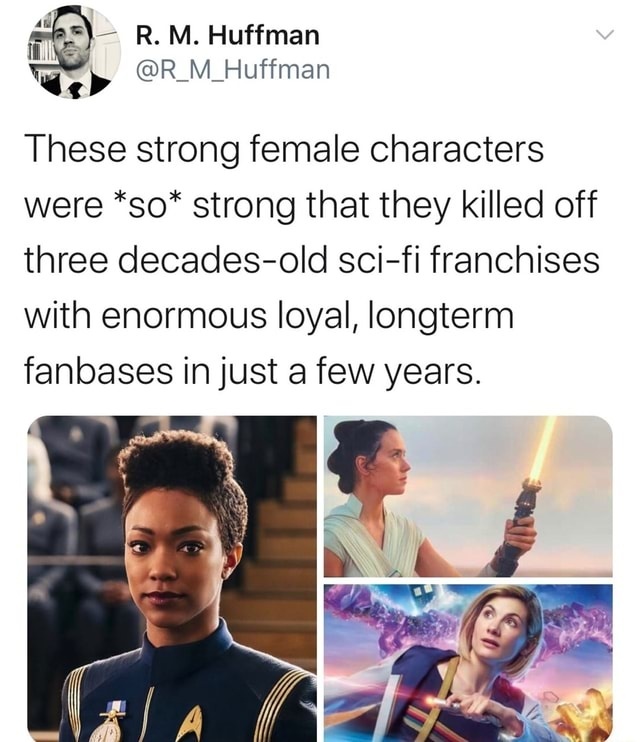 R. M. Huffman
@R_M_Huffman
These strong female characters
were *so* strong that they killed off
three decades-old sci-fi franchises
with enormous loyal, longterm
fanbases in just a few years.